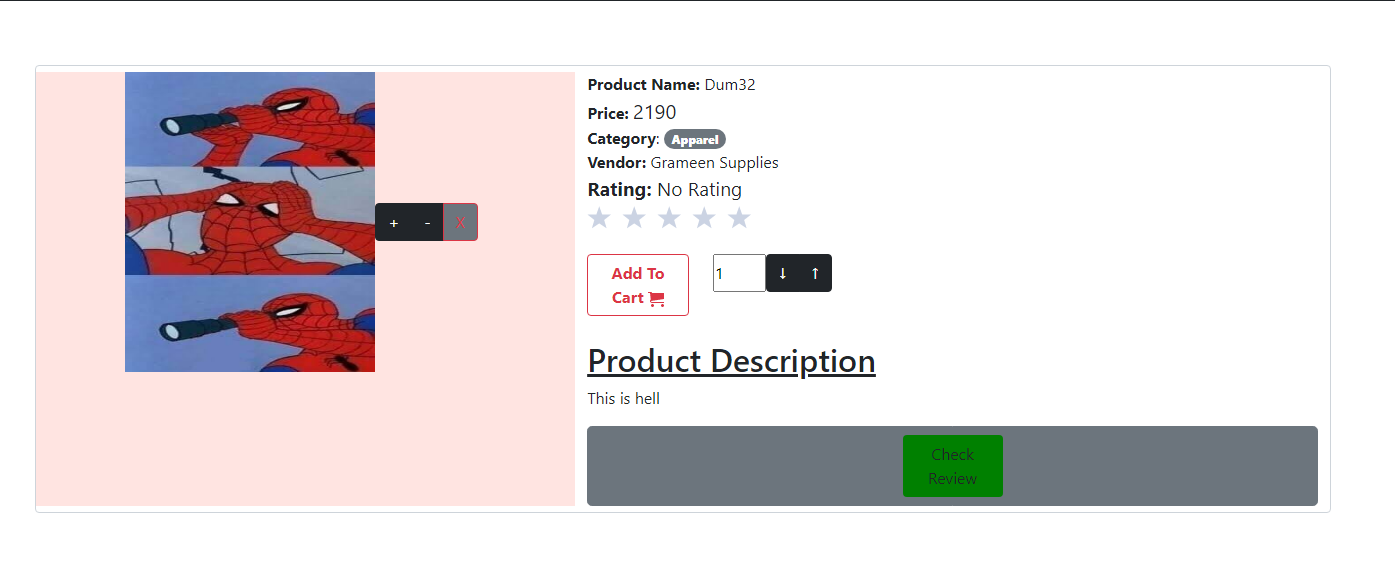 Product Name: Dum32
Price: 2190
Category: Apparel
Vendor: Grameen Supplies
Rating: No Rating
+ - X
Add To
Cart
1 ↓ ↑
Product Description
This is hell
Check
Review